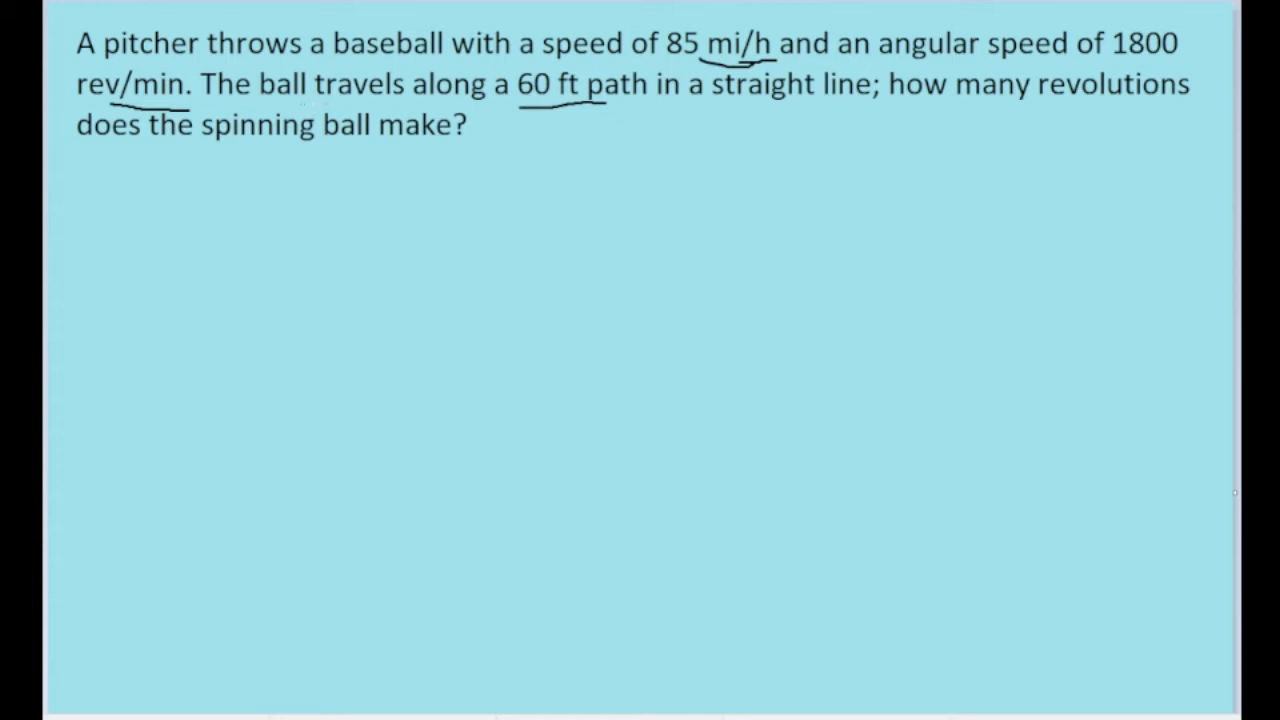 A pitcher throws a baseball with a speed of 85 mi/h and an angular speed of 1800
rev/min. The ball travels along a 60 ft path in a straight line; how many revolutions
does the spinning ball make?